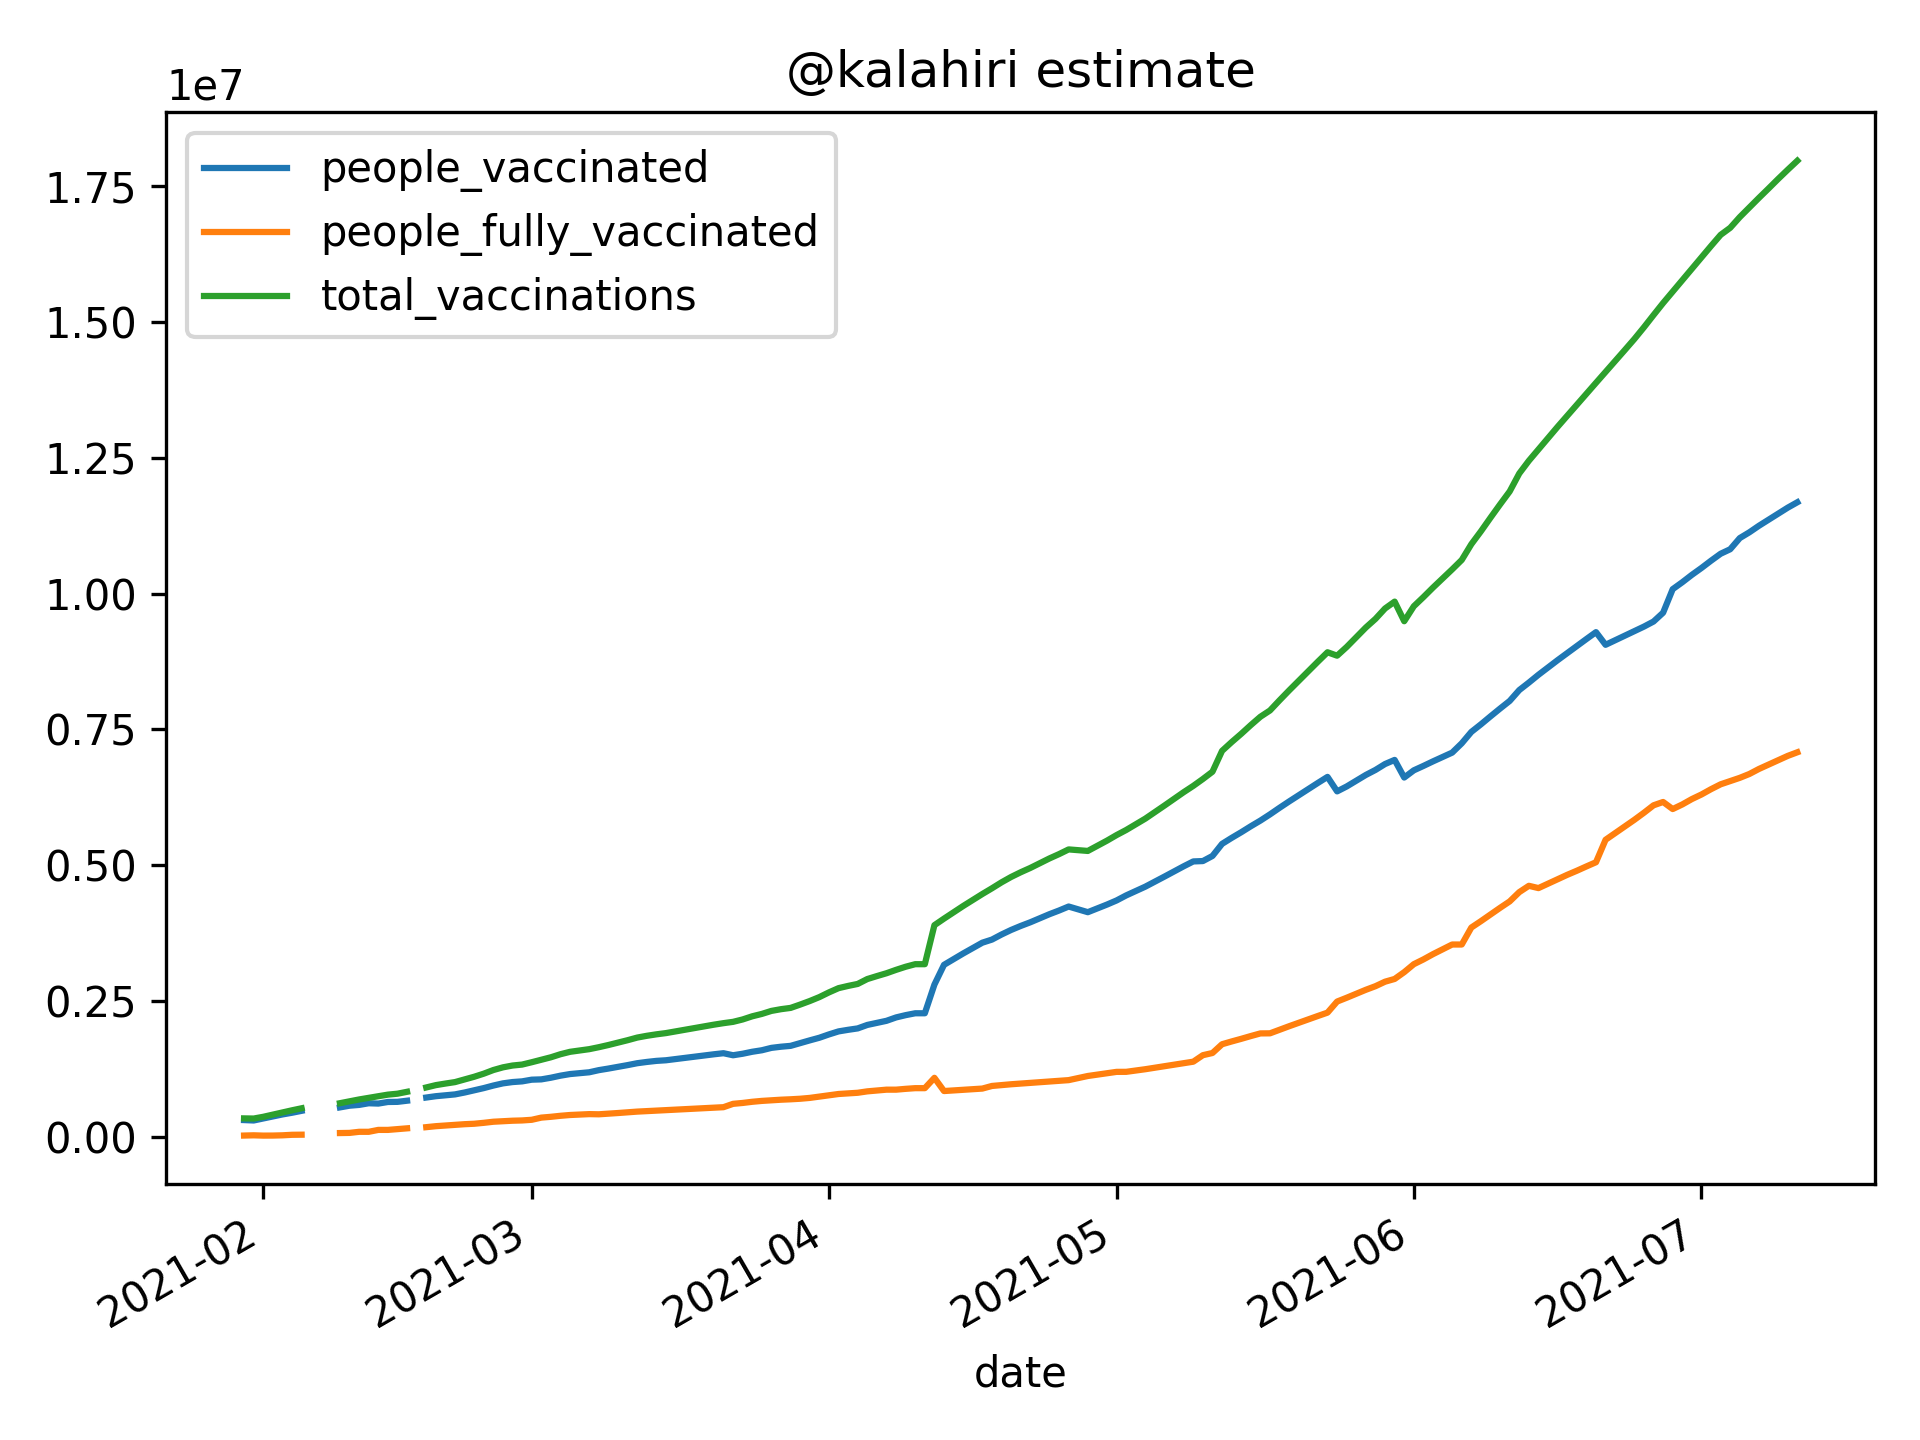 @kalahiri estimate
1e7
people_vaccinated
people_fully_vaccinated
total_vaccinations
1.75
1.50
1.25
1.00
0.75
0.50
0.25
0.00
2021-02
2021-03
2021-04
2021-05
2021-06
2021-07
date